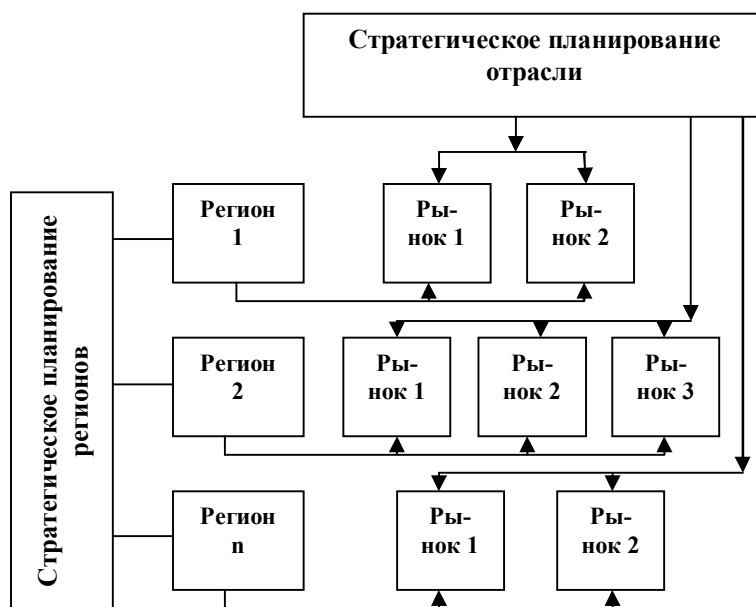 Стратегическое планирование
отрасли
Стратегическое планирование
регионов
Регион
1
Ры-
нок 1
Ры-
нок 2
Регион
2
Ры-
нок 1
Ры-
нок 2
Ры-
нок 3
Регион
n
Ры-
нок 1
Ры-
нок 2